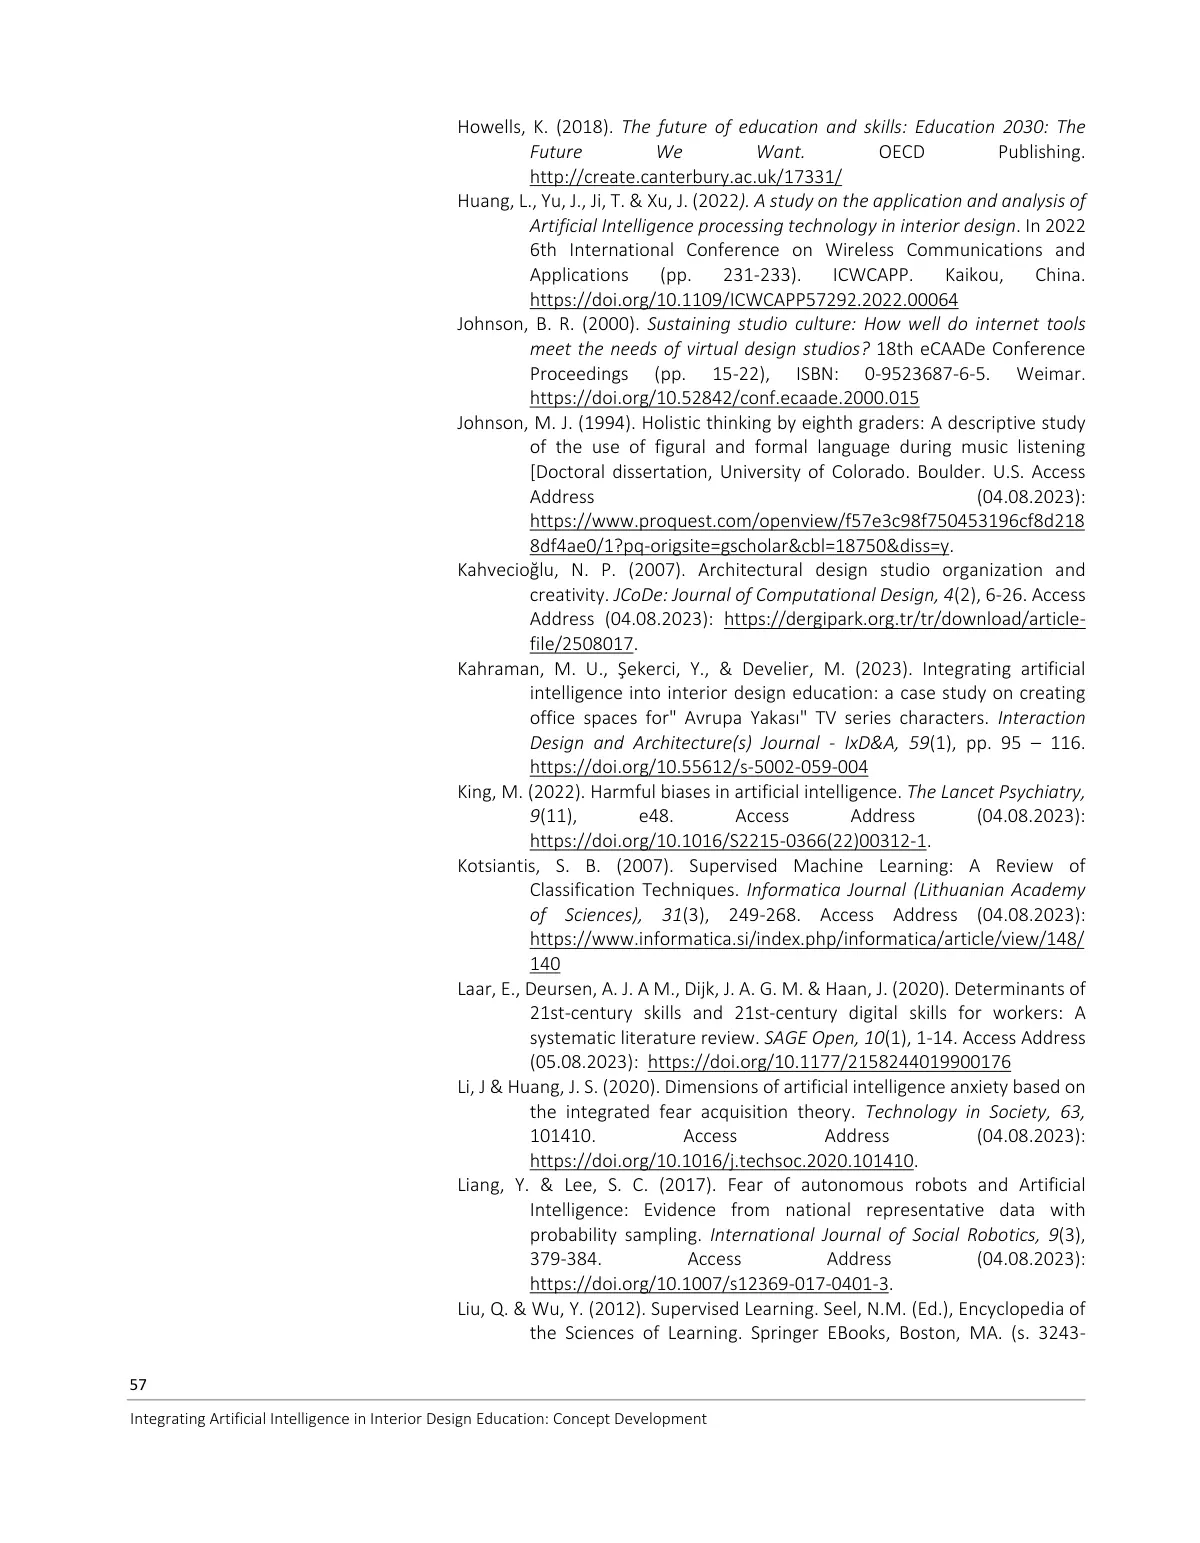 Howells, K. (2018). The future of education and skills: Education 2030: The
Future We Want. OECD Publishing.
http://create.canterbury.ac.uk/17331/
Huang, L., Yu, J., Ji, T. & Xu, J. (2022). A study on the application and analysis of
Artificial Intelligence processing technology in interior design. In 2022
6th International Conference on Wireless Communications and
Applications (pp. 231-233). ICWCAPP. Kaikou, China.
https://doi.org/10.1109/ICWCAPP57292.2022.00064
Johnson, B. R. (2000). Sustaining studio culture: How well do internet tools
meet the needs of virtual design studios? 18th eCAADe Conference
Proceedings (pp. 15-22), ISBN: 0-9523687-6-5. Weimar.
https://doi.org/10.52842/conf.ecaade.2000.015
Johnson, M. J. (1994). Holistic thinking by eighth graders: A descriptive study
of the use of figural and formal language during music listening
[Doctoral dissertation, University of Colorado. Boulder. U.S. Access
Address (04.08.2023):
https://www.proquest.com/openview/f57e3c98f750453196cf8d218
8df4ae0/1?pq-origsite=gscholar&cbl=18750&diss=y.
Kahvecioğlu, N. P. (2007). Architectural design studio organization and
creativity. JCoDe: Journal of Computational Design, 4(2), 6-26. Access
Address (04.08.2023): https://dergipark.org.tr/tr/download/article-
file/2508017.
Kahraman, M. U., Şekerci, Y., & Develier, M. (2023). Integrating artificial
intelligence into interior design education: a case study on creating
office spaces for" Avrupa Yakası" TV series characters. Interaction
Design and Architecture(s) Journal - IxD&A, 59(1), pp. 95 – 116.
https://doi.org/10.55612/s-5002-059-004
King, M. (2022). Harmful biases in artificial intelligence. The Lancet Psychiatry,
9(11), e48. Access Address (04.08.2023):
https://doi.org/10.1016/S2215-0366(22)00312-1.
Kotsiantis, S. B. (2007). Supervised Machine Learning: A Review of
Classification Techniques. Informatica Journal (Lithuanian Academy
of Sciences), 31(3), 249-268. Access Address (04.08.2023):
https://www.informatica.si/index.php/informatica/article/view/148/
140
Laar, E., Deursen, A. J. A M., Dijk, J. A. G. M. & Haan, J. (2020). Determinants of
21st-century skills and 21st-century digital skills for workers: A
systematic literature review. SAGE Open, 10(1), 1-14. Access Address
(05.08.2023): https://doi.org/10.1177/2158244019900176
Li, J & Huang, J. S. (2020). Dimensions of artificial intelligence anxiety based on
the integrated fear acquisition theory. Technology in Society, 63,
101410. Access Address (04.08.2023):
https://doi.org/10.1016/j.techsoc.2020.101410.
Liang, Y. & Lee, S. C. (2017). Fear of autonomous robots and Artificial
Intelligence: Evidence from national representative data with
probability sampling. International Journal of Social Robotics, 9(3),
379-384. Access Address (04.08.2023):
https://doi.org/10.1007/s12369-017-0401-3.
Liu, Q. & Wu, Y. (2012). Supervised Learning. Seel, N.M. (Ed.), Encyclopedia of
the Sciences of Learning. Springer EBooks, Boston, MA. (s. 3243-
57
Integrating Artificial Intelligence in Interior Design Education: Concept Development